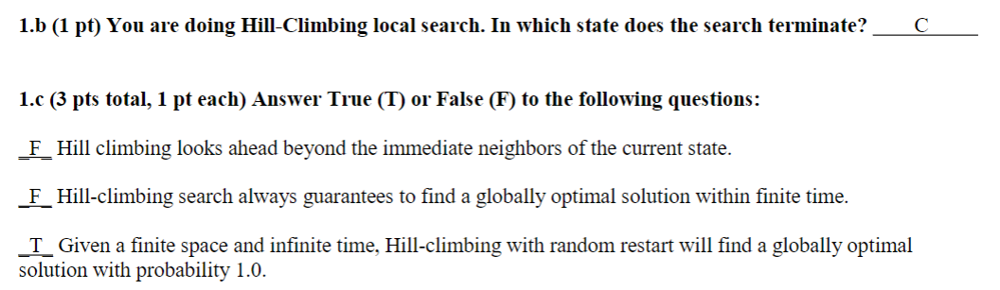 1.b (1 pt) You are doing Hill-Climbing local search. In which state does the search terminate? _____C______
1.c (3 pts total, 1 pt each) Answer True (T) or False (F) to the following questions:
_F_ Hill climbing looks ahead beyond the immediate neighbors of the current state.
_F_ Hill-climbing search always guarantees to find a globally optimal solution within finite time.
_T_ Given a finite space and infinite time, Hill-climbing with random restart will find a globally optimal
solution with probability 1.0.